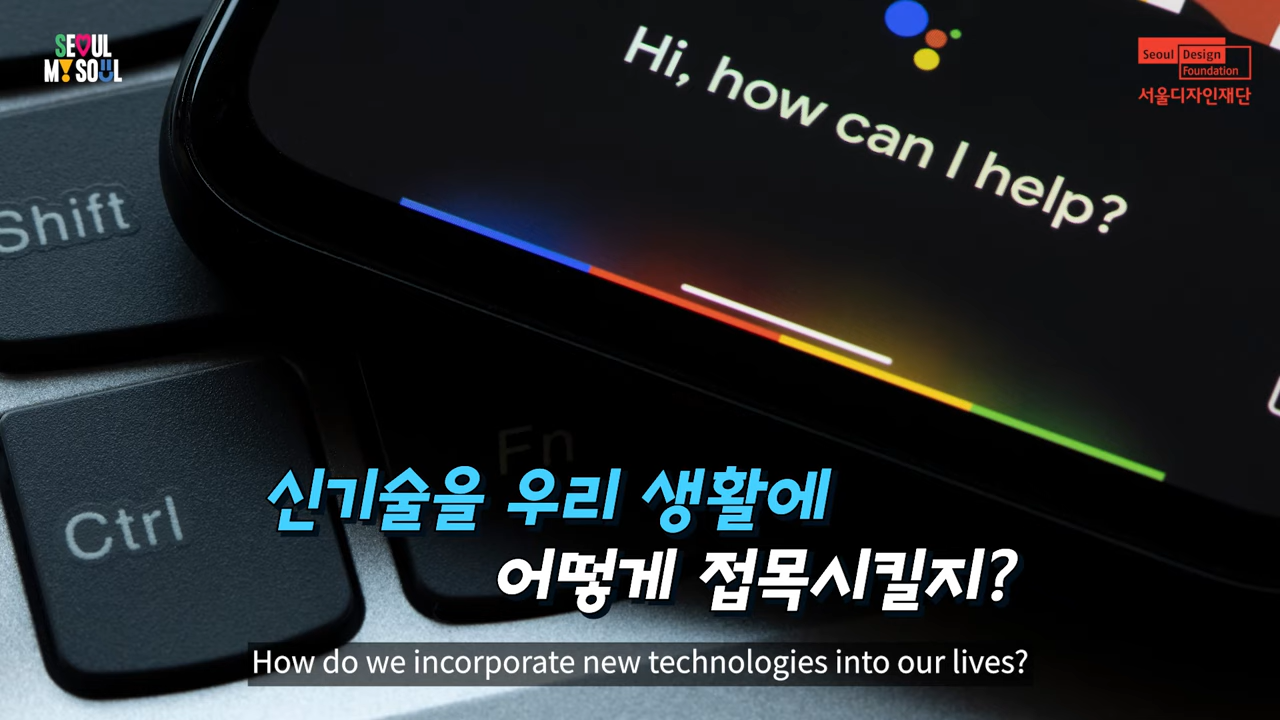 SEOUL
MY SOUL
Seoul Design
Foundation
서울디자인재단
Hi, how can I help?
Shift
Fn
Ctrl
신기술을 우리 생활에
어떻게 접목시킬지?
How do we incorporate new technologies into our lives?